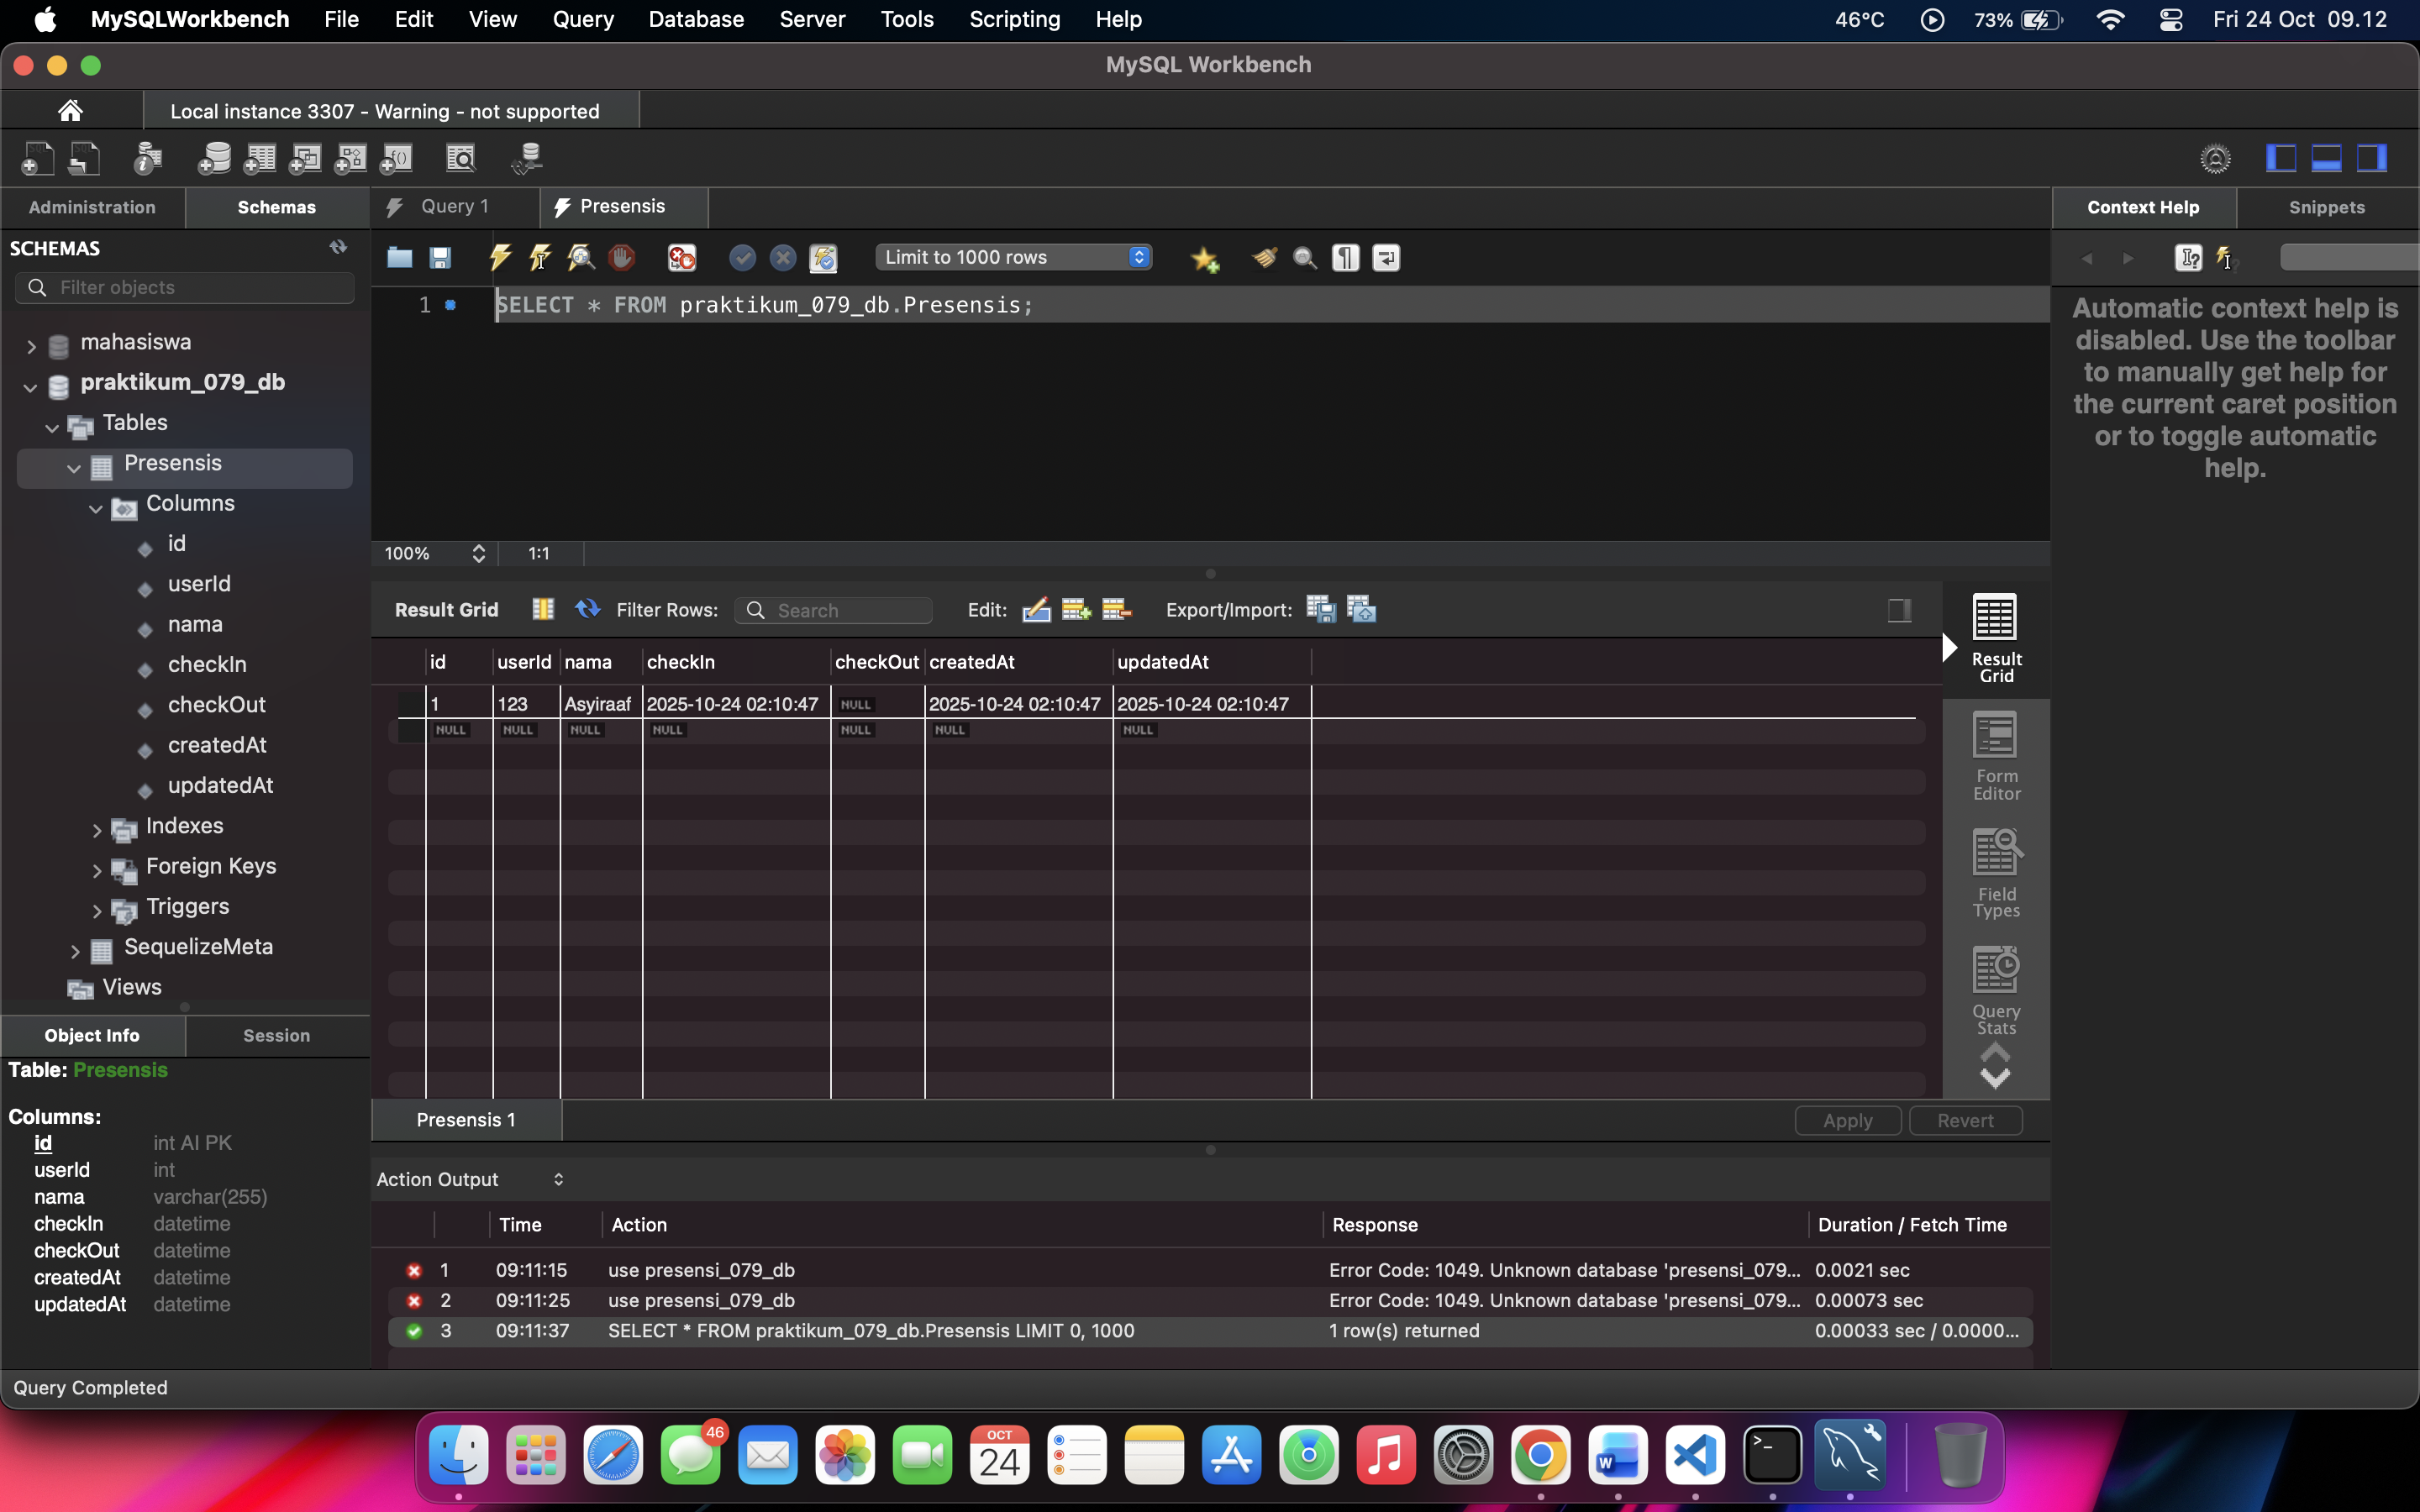 MySQLWorkbench File Edit View Query Database Server Tools Scripting Help 46°C 73% Fri 24 Oct 09.12
MySQL Workbench
Local instance 3307 - Warning - not supported
Administration Schemas Query 1 Presensis Context Help Snippets
SCHEMAS
Limit to 1000 rows
Filter objects
1 SELECT * FROM praktikum_079_db.Presensis;
Automatic context help is
disabled. Use the toolbar
to manually get help for
the current caret position
or to toggle automatic
help.
mahasiswa
praktikum_079_db
Tables
Presensis
Columns
id
userId
nama
checkIn
checkOut
createdAt
updatedAt
Indexes
Foreign Keys
Triggers
SequelizeMeta
Views
100% 1:1
Result Grid Filter Rows: Search Edit: Export/Import:
id userId nama checkIn checkOut createdAt updatedAt
1 123 Asyiraaf 2025-10-24 02:10:47 NULL 2025-10-24 02:10:47 2025-10-24 02:10:47
NULL NULL NULL NULL NULL NULL NULL
Result
Grid
Form
Editor
Field
Types
Query
Stats
Object Info Session
Table: Presensis
Columns:
id int AI PK
userId int
nama varchar(255)
checkIn datetime
checkOut datetime
createdAt datetime
updatedAt datetime
Presensis 1 Apply Revert
Action Output
Time Action Response Duration / Fetch Time
1 09:11:15 use presensi_079_db Error Code: 1049. Unknown database 'presensi_079... 0.0021 sec
2 09:11:25 use presensi_079_db Error Code: 1049. Unknown database 'presensi_079... 0.00073 sec
3 09:11:37 SELECT * FROM praktikum_079_db.Presensis LIMIT 0, 1000 1 row(s) returned 0.00033 sec / 0.0000...
Query Completed
46
OCT
24
W
>_